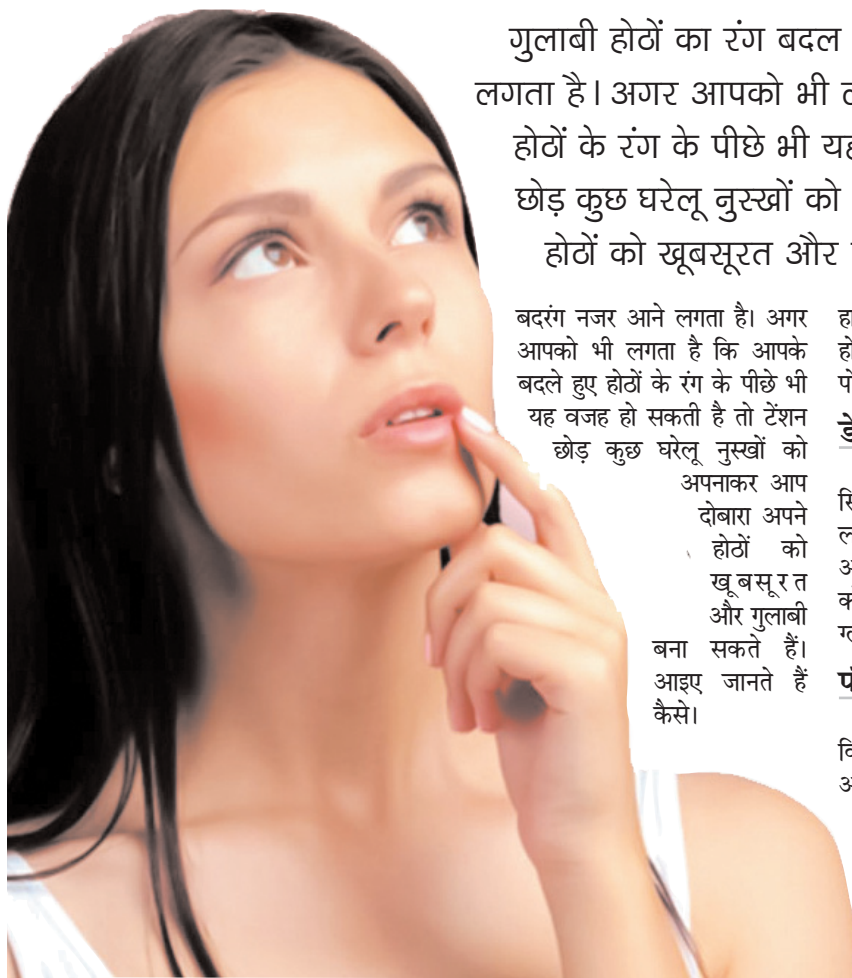 गुलाबी होठों का रंग बदल
लगता है। अगर आपको भी
होठों के रंग के पीछे भी
छोड़ कुछ घरेलू नुस्खों को
होठों को खूबसूरत और
बदरंग नजर आने लगता है। अगर
आपको भी लगता है कि आपके
बदले हुए होठों के रंग के पीछे भी
यह वजह हो सकती है तो टेंशन
छोड़ कुछ घरेलू नुस्खों को
अपनाकर आप
दोबारा अपने
होठों को
खूबसूरत
और गुलाबी
बना सकते हैं।
आइए जानते हैं
कैसे।